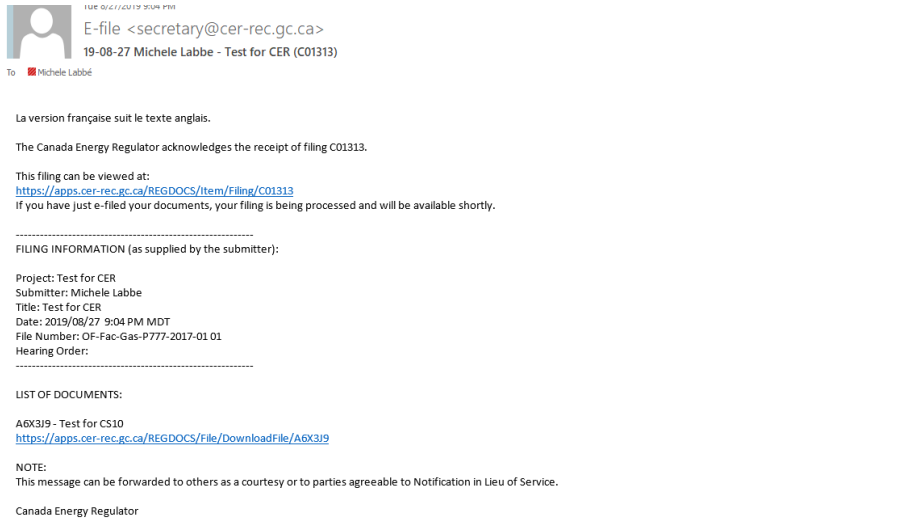 Tue 8/27/2019 9:04 PM
E-file <secretary@cer-rec.gc.ca>
19-08-27 Michele Labbe - Test for CER (C01313)
To Michele Labbé
La version française suit le texte anglais.
The Canada Energy Regulator acknowledges the receipt of filing C01313.
This filing can be viewed at:
https://apps.cer-rec.gc.ca/REGDOCS/Item/Filing/C01313
If you have just e-filed your documents, your filing is being processed and will be available shortly.
-----------------------------------------------------------
FILING INFORMATION (as supplied by the submitter):
Project: Test for CER
Submitter: Michele Labbe
Title: Test for CER
Date: 2019/08/27  9:04 PM MDT
File Number: OF-Fac-Gas-P777-2017-01 01
Hearing Order:
-----------------------------------------------------------
LIST OF DOCUMENTS:
A6X3J9 - Test for CS10
https://apps.cer-rec.gc.ca/REGDOCS/File/DownloadFile/A6X3J9
NOTE:
This message can be forwarded to others as a courtesy or to parties agreeable to Notification in Lieu of Service.
Canada Energy Regulator